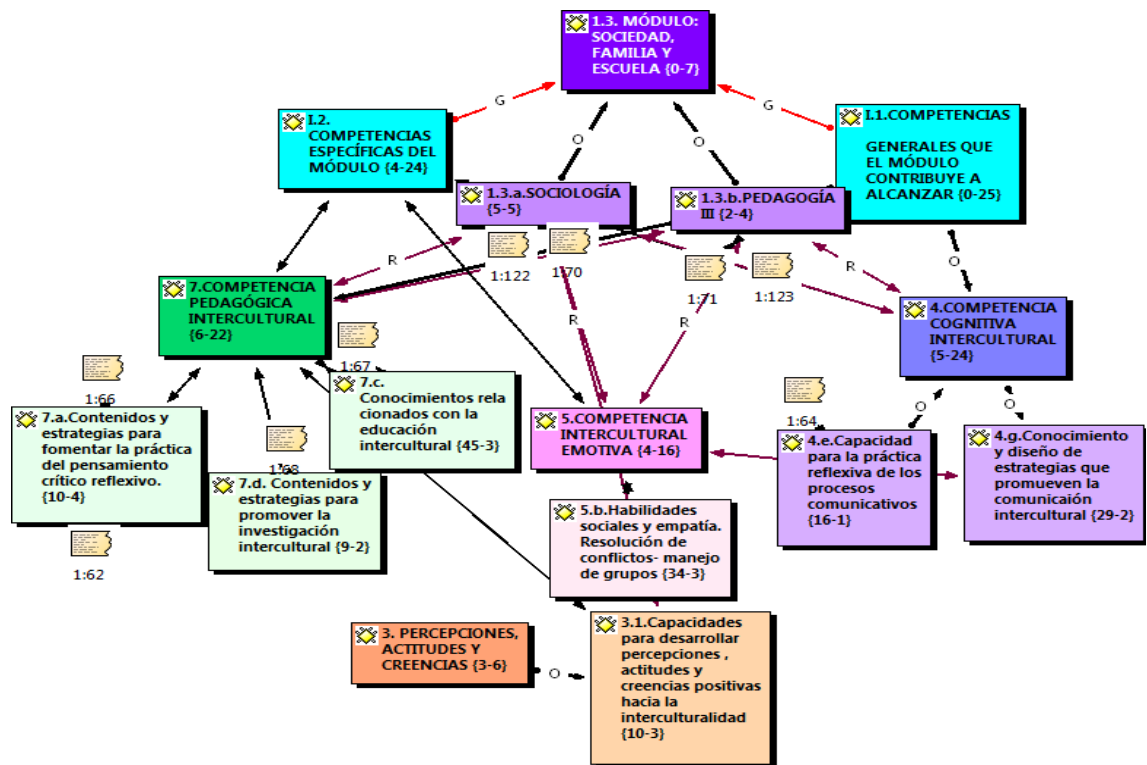 1.3. MÓDULO:
SOCIEDAD,
FAMILIA Y
ESCUELA {0-7}
G
G
I.2.
COMPETENCIAS
ESPECÍFICAS DEL
MÓDULO {4-24}
O
O
I.1.COMPETENCIAS
GENERALES QUE
EL MÓDULO
CONTRIBUYE A
ALCANZAR {0-25}
1.3.a.SOCIOLOGÍA
{5-5}
1.3.b.PEDAGOGÍA
III {2-4}
R
1:122
1:70
1:71
1:123
R
O
R
R
7.COMPETENCIA
PEDAGÓGICA
INTERCULTURAL
{6-22}
4.COMPETENCIA
COGNITIVA
INTERCULTURAL
{5-24}
1:67
1:66
7.c.
Conocimientos rela
cionados con la
educación
intercultural {45-3}
7.a.Contenidos y
estrategias para
fomentar la práctica
del pensamiento
crítico reflexivo.
{10-4}
1:68
7.d. Contenidos y
estrategias para
promover la
investigación
intercultural {9-2}
1:62
5.COMPETENCIA
INTERCULTURAL
EMOTIVA {4-16}
1:64
O
O
4.e.Capacidad
para la práctica
reflexiva de los
procesos
comunicativos
{16-1}
4.g.Conocimiento
y diseño de
estrategias que
promueven la
comunicaión
intercultural {29-2}
5.b.Habilidades
sociales y empatía.
Resolución de
conflictos- manejo
de grupos {34-3}
3. PERCEPCIONES,
ACTITUDES Y
CREENCIAS {3-6}
O
3.1.Capacidades
para desarrollar
percepciones ,
actitudes y
creencias positivas
hacia la
interculturalidad
{10-3}